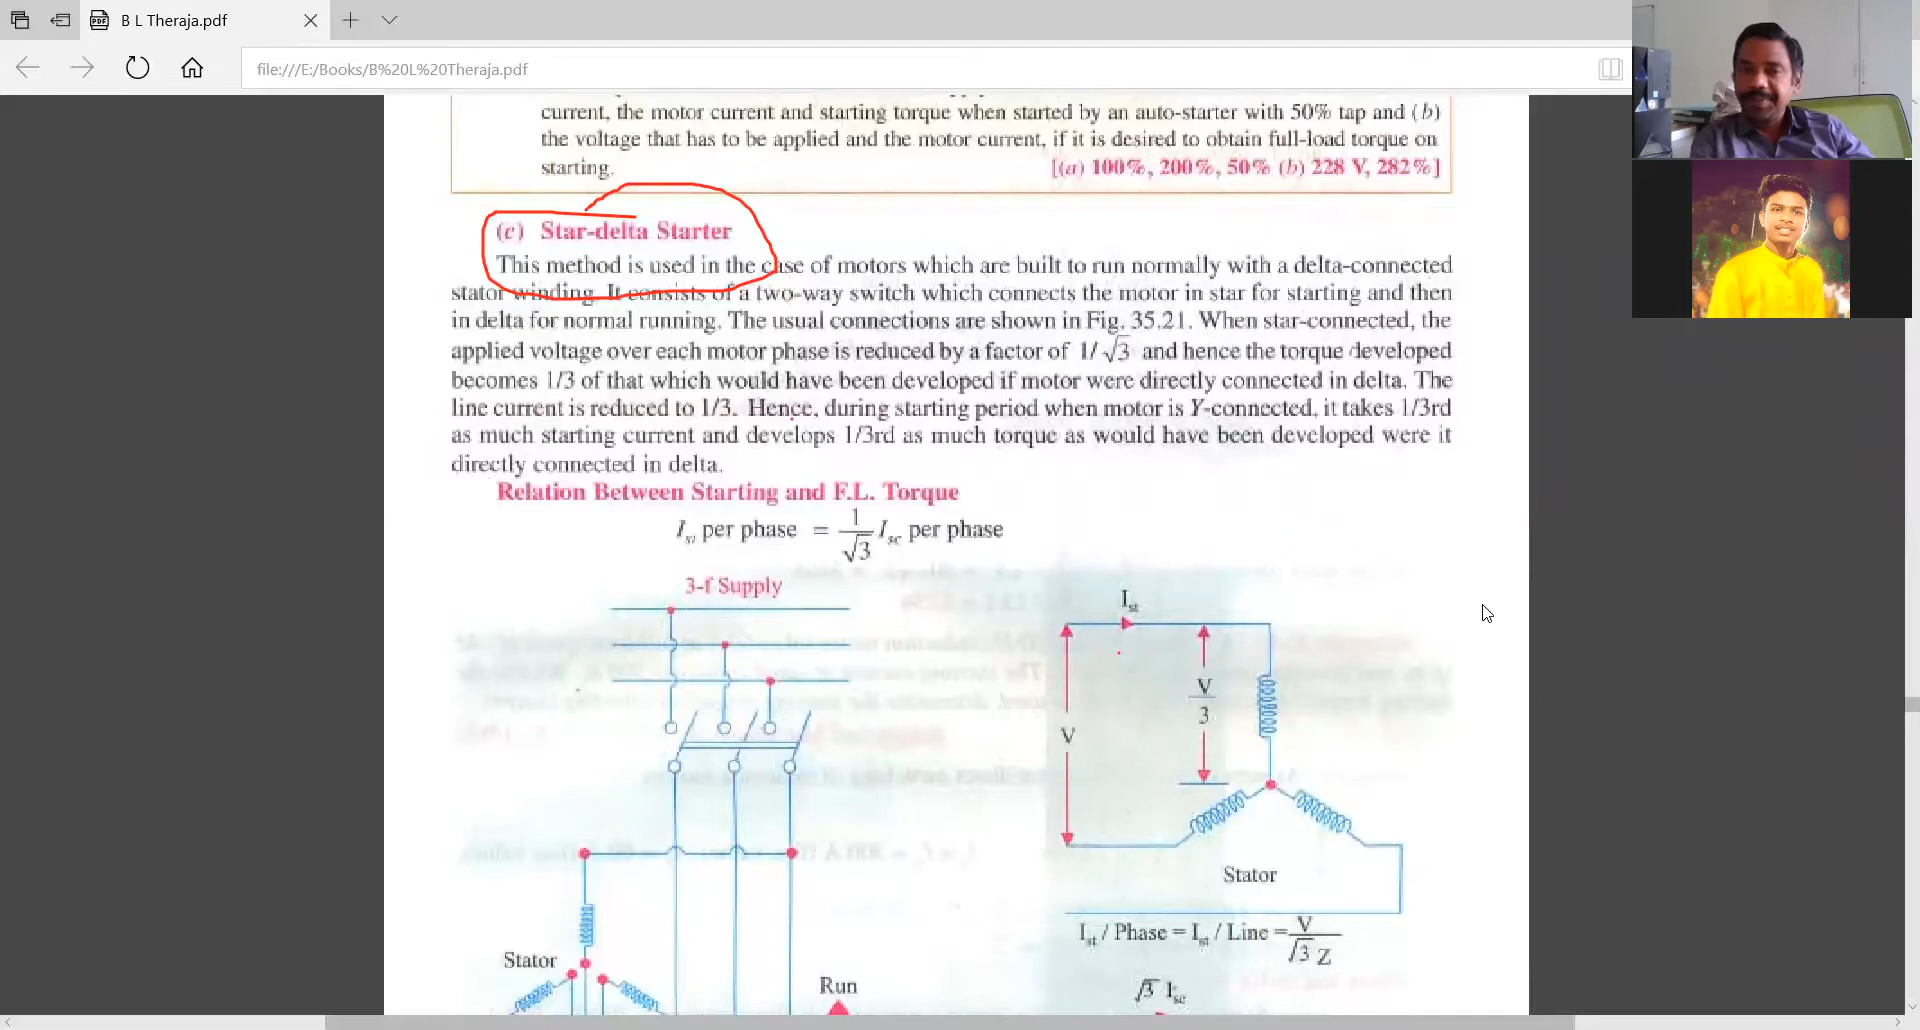 B L Theraja.pdf
file:///E:/Books/B%20L%20Theraja.pdf
current, the motor current and starting torque when started by an auto-starter with 50% tap and (b)
the voltage that has to be applied and the motor current, if it is desired to obtain full-load torque on
starting. [(a) 100%, 200%, 50% (b) 228 V, 282%]
(c) Star-delta Starter
This method is used in the case of motors which are built to run normally with a delta-connected
stator winding. It consists of a two-way switch which connects the motor in star for starting and then
in delta for normal running. The usual connections are shown in Fig. 35.21. When star-connected, the
applied voltage over each motor phase is reduced by a factor of 1/√3 and hence the torque developed
becomes 1/3 of that which would have been developed if motor were directly connected in delta. The
line current is reduced to 1/3. Hence, during starting period when motor is Y-connected, it takes 1/3rd
as much starting current and develops 1/3rd as much torque as would have been developed were it
directly connected in delta.
Relation Between Starting and F.L. Torque
I_st per phase = 1/√3 I_sc per phase
3-f Supply
I_st
V
V/3
Stator
I_st / Phase = I_st / Line = V/√3 Z
Stator
Run
√3 I_sc